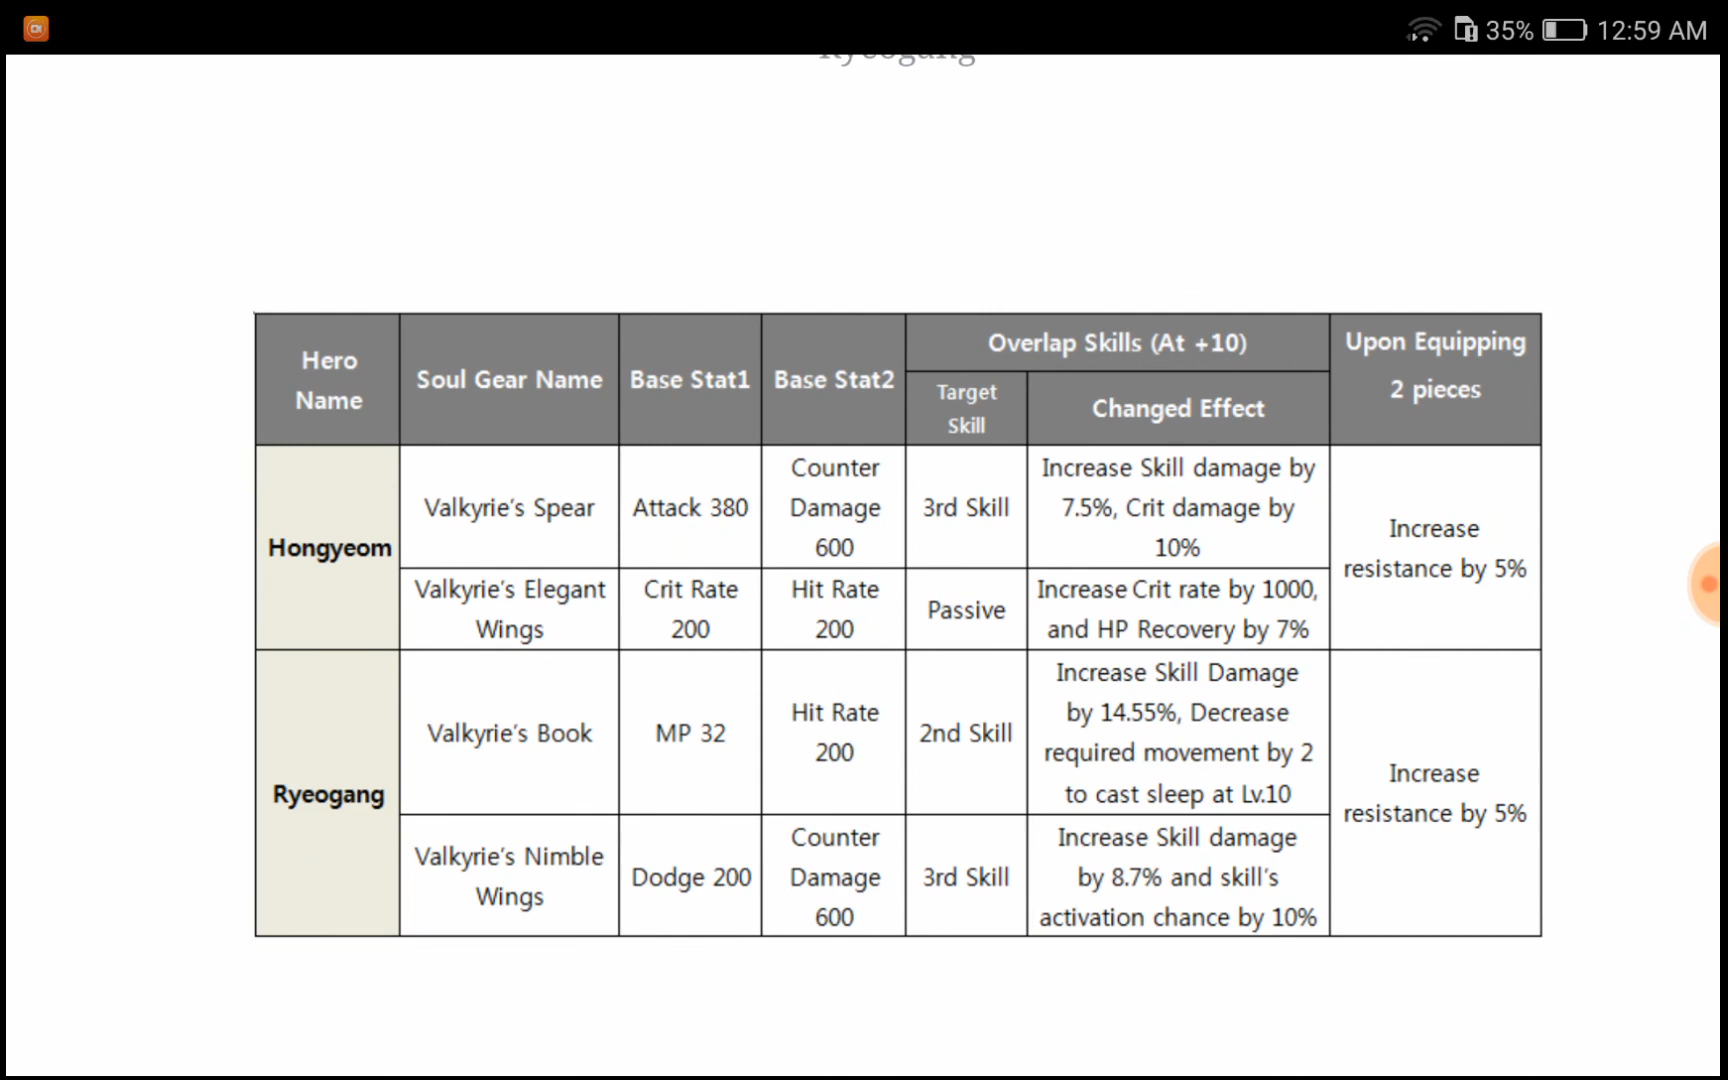 35% 12:59 AM
Ryeogang
Hero
Name
Soul Gear Name
Base Stat1
Base Stat2
Overlap Skills (At +10)
Target
Skill
Changed Effect
Upon Equipping
2 pieces
Hongyeom
Valkyrie's Spear
Attack 380
Counter
Damage
600
3rd Skill
Increase Skill damage by
7.5%, Crit damage by
10%
Increase
resistance by 5%
Valkyrie's Elegant
Wings
Crit Rate
200
Hit Rate
200
Passive
Increase Crit rate by 1000,
and HP Recovery by 7%
Ryeogang
Valkyrie's Book
MP 32
Hit Rate
200
2nd Skill
Increase Skill Damage
by 14.55%, Decrease
required movement by 2
to cast sleep at Lv.10
Increase
resistance by 5%
Valkyrie's Nimble
Wings
Dodge 200
Counter
Damage
600
3rd Skill
Increase Skill damage
by 8.7% and skill's
activation chance by 10%